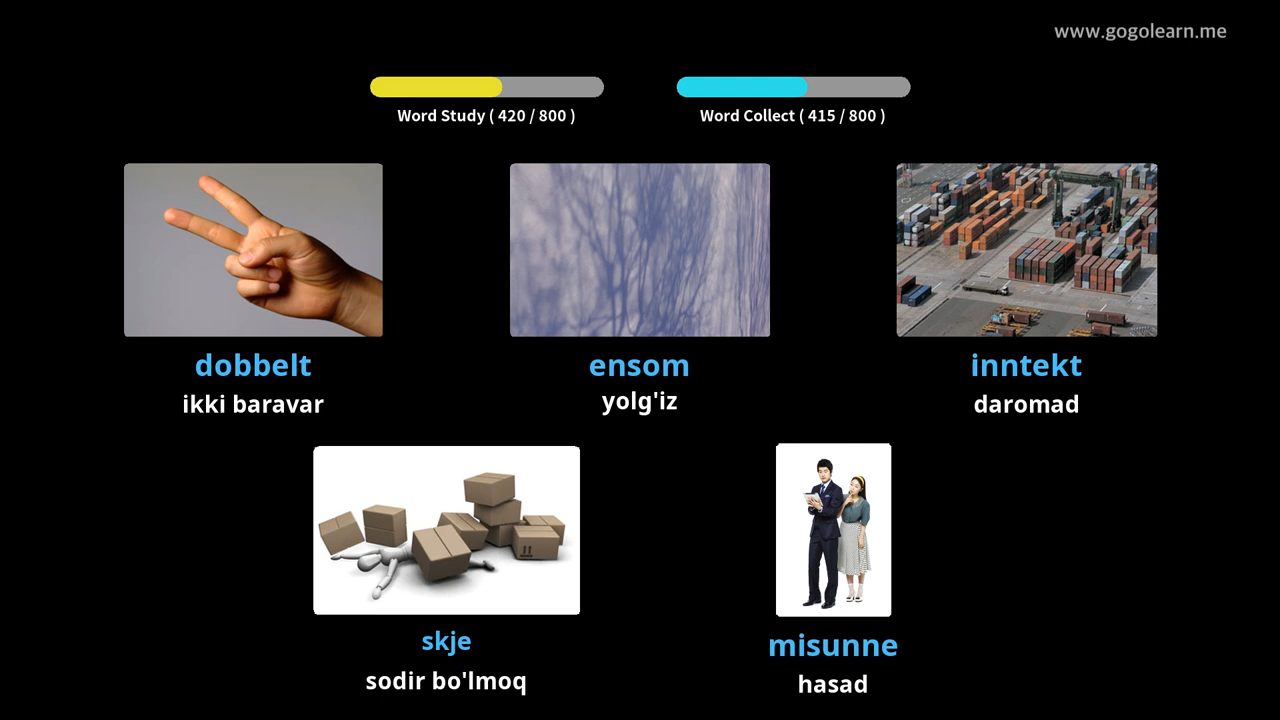 www.gogolearn.me
Word Study ( 420 / 800 )
Word Collect ( 415 / 800 )
dobbelt
ikki baravar
ensom
yolg'iz
inntekt
daromad
skje
sodir bo'lmoq
misunne
hasad